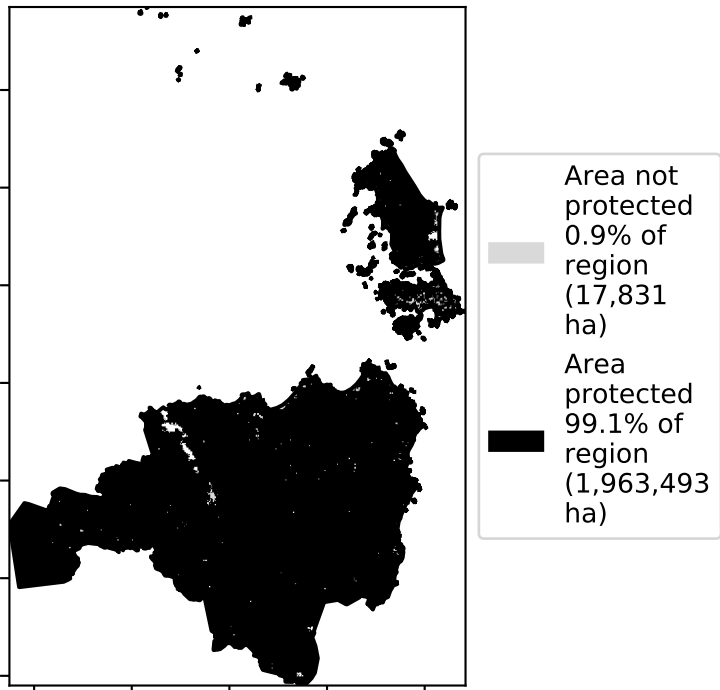 Area not
protected
0.9% of
region
(17,831
ha)
Area
protected
99.1% of
region
(1,963,493
ha)